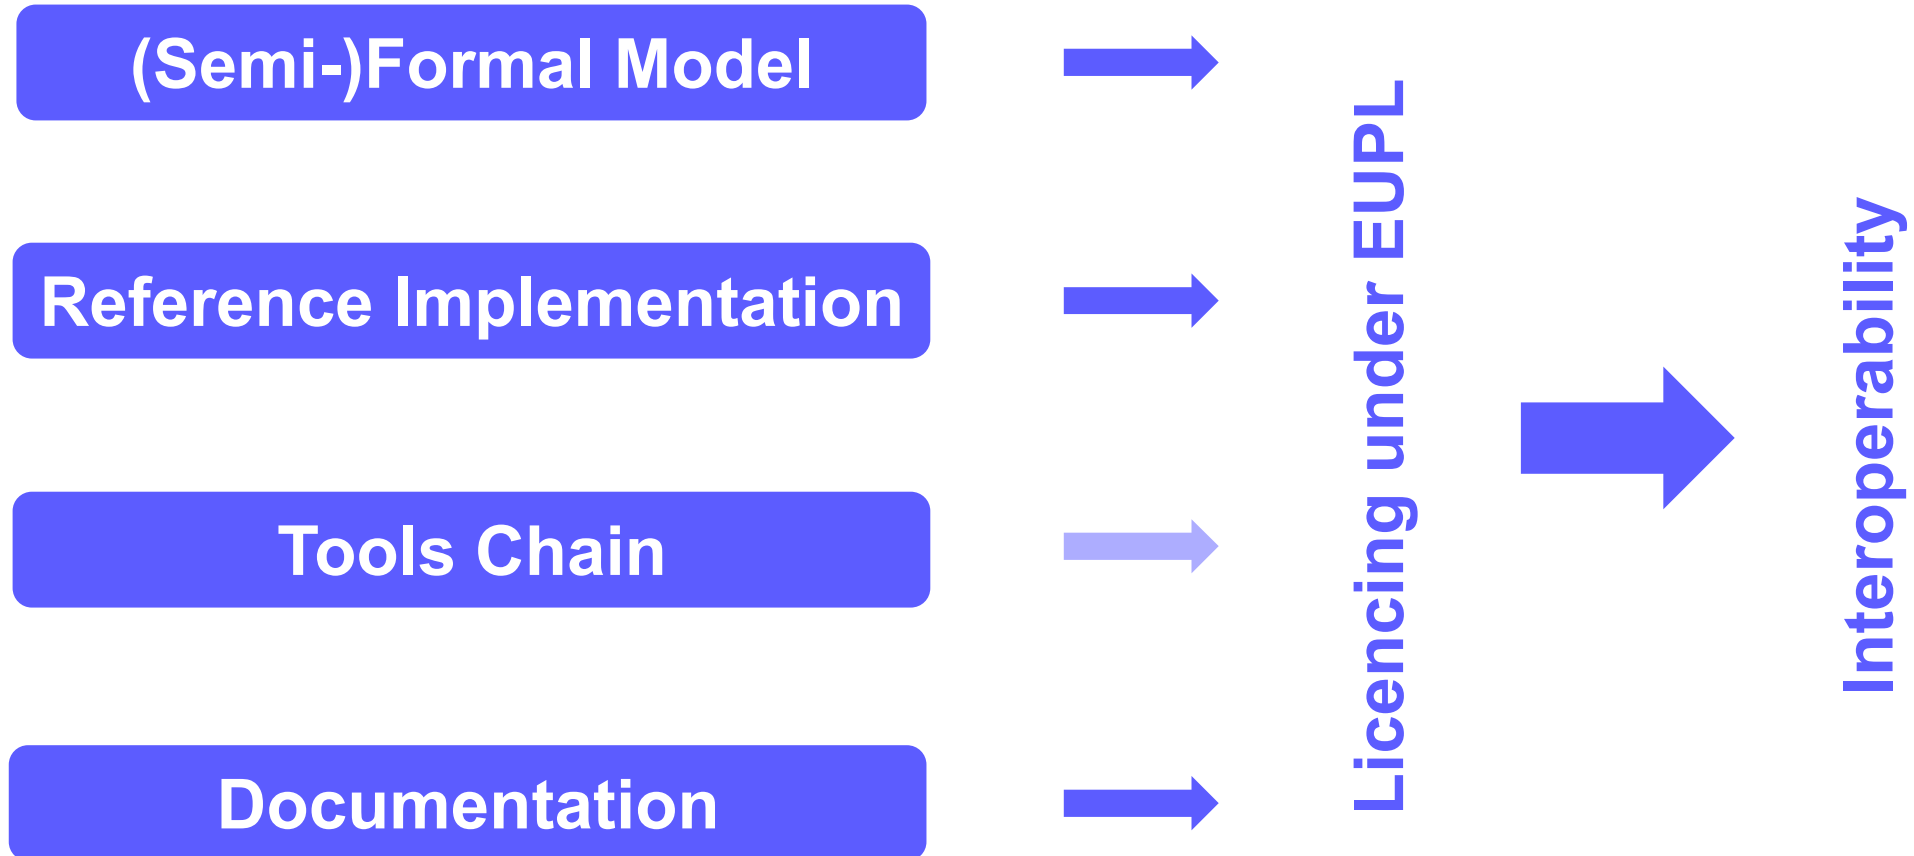 (Semi-)Formal Model
Reference Implementation
Tools Chain
Documentation
Licencing under EUPL
Interoperability